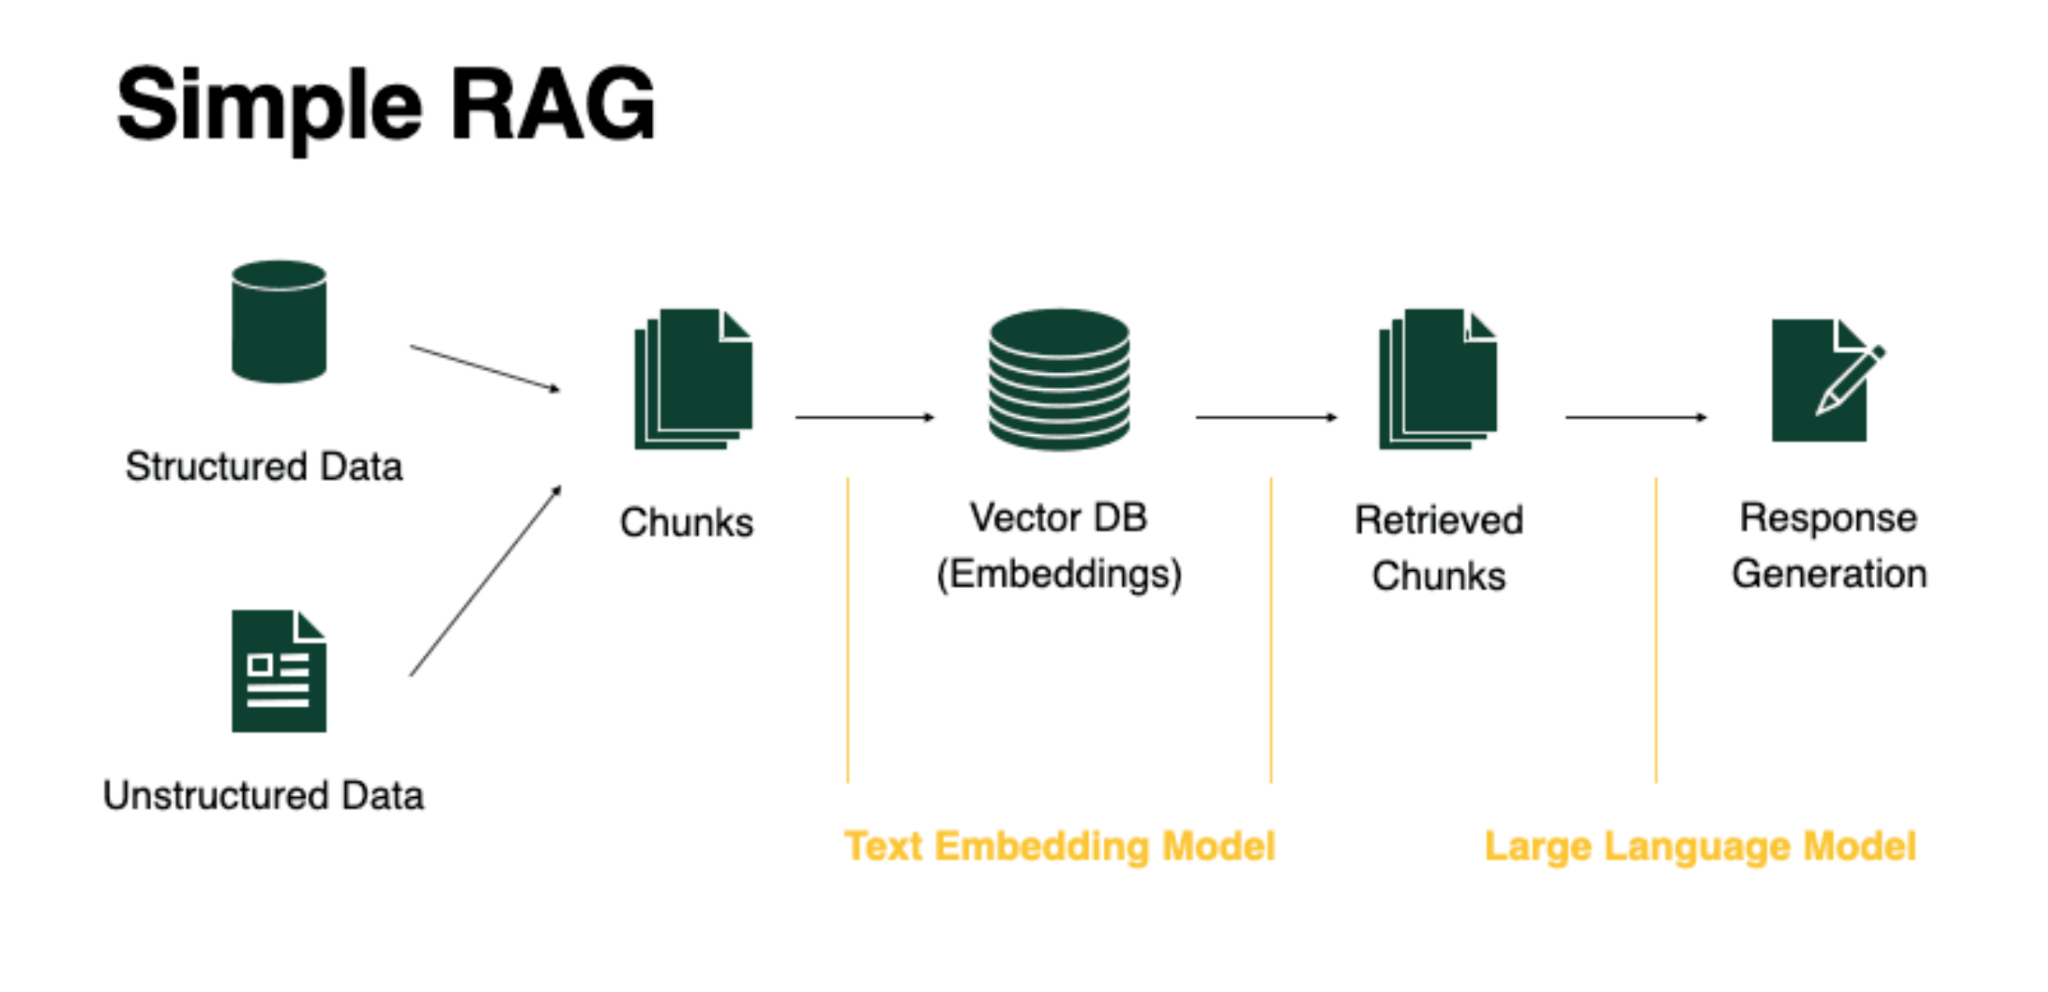 Simple RAG
Structured Data
Unstructured Data
Chunks
Vector DB
(Embeddings)
Retrieved
Chunks
Response
Generation
Text Embedding Model
Large Language Model